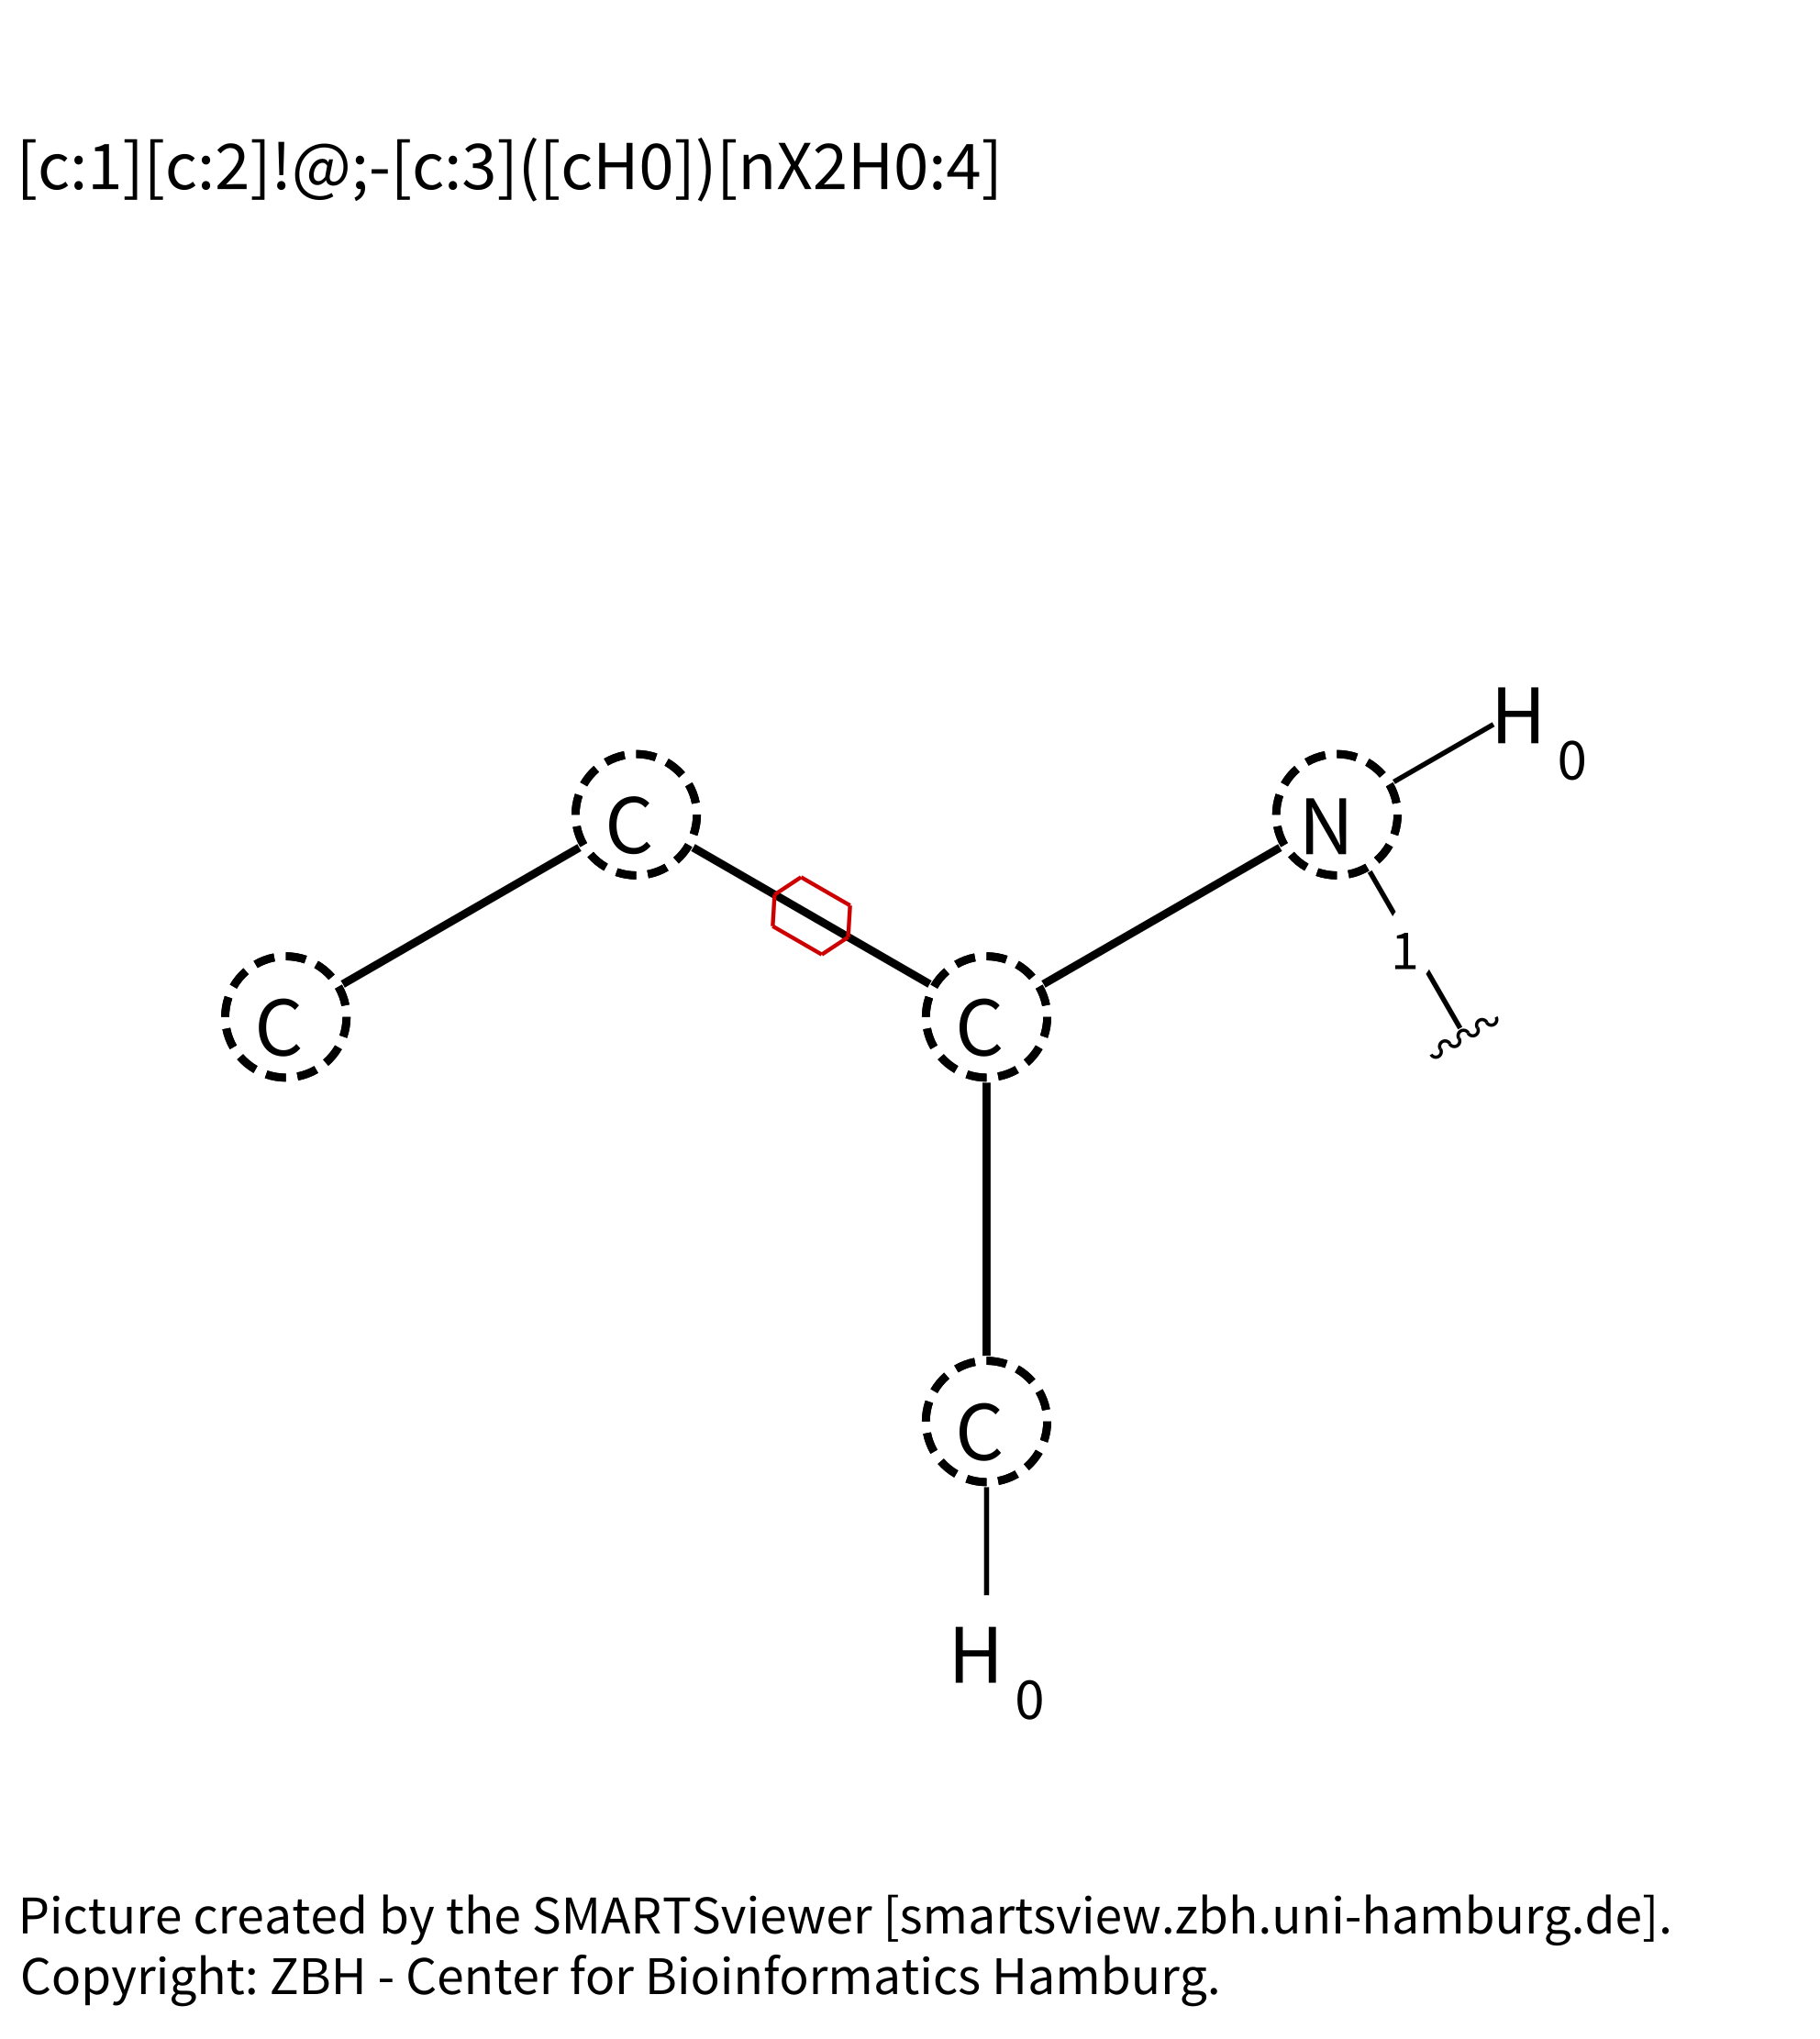 [c:1][c:2]!@;-[c:3]([cH0])[nX2H0:4]
H
0
C
N
1
C
C
C
H
0
Picture created by the SMARTSviewer [smartsview.zbh.uni-hamburg.de].
Copyright: ZBH - Center for Bioinformatics Hamburg.